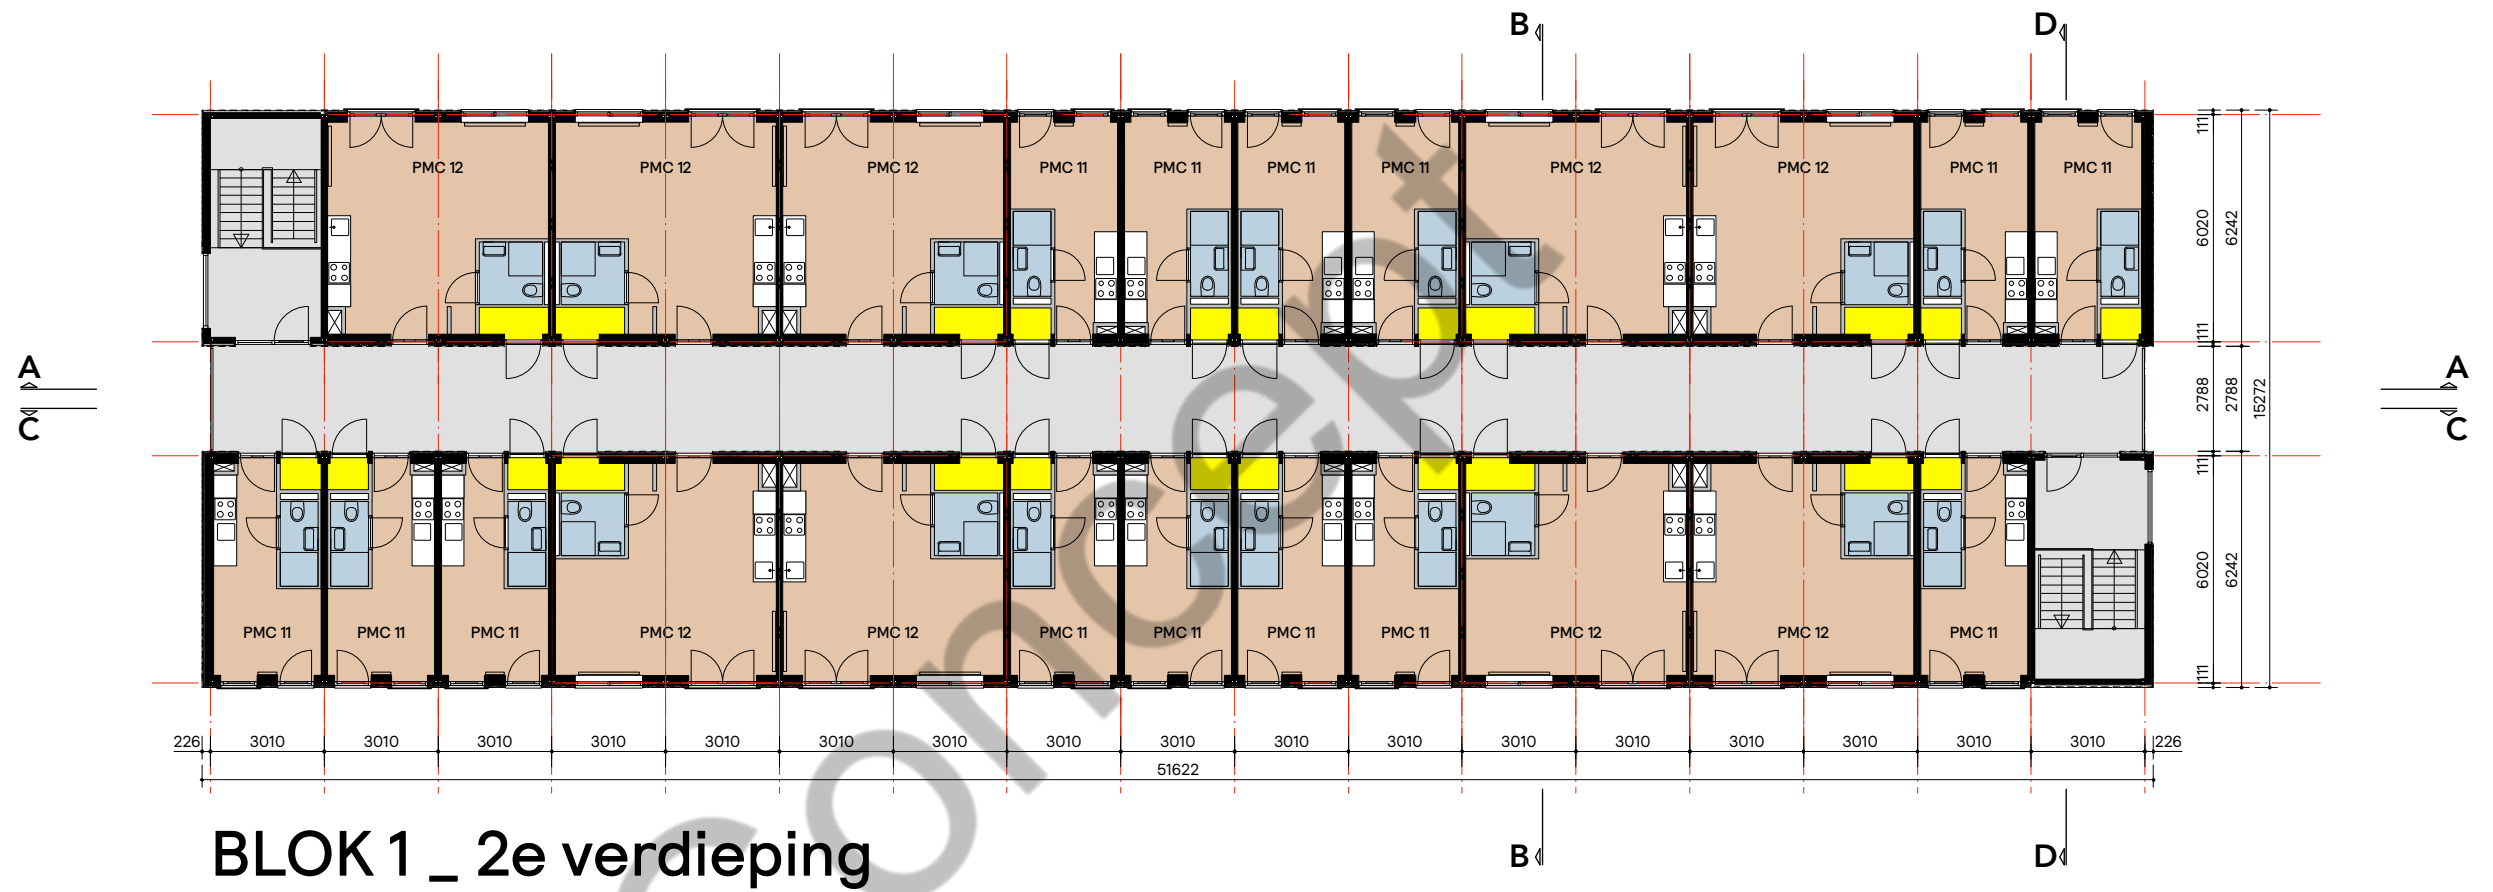 B D
PMC 12 PMC 12 PMC 12 PMC 11 PMC 11 PMC 11 PMC 11 PMC 12 PMC 12 PMC 11 PMC 11
111
6020 6242
111
A A
2788 2788 15272
C C
111
6020 6242
PMC 11 PMC 11 PMC 11 PMC 12 PMC 12 PMC 11 PMC 11 PMC 11 PMC 11 PMC 12 PMC 12 PMC 11
111
226 3010 3010 3010 3010 3010 3010 3010 3010 3010 3010 3010 3010 3010 3010 3010 3010 3010 226
51622
BLOK 1 _ 2e verdieping
B D
concept